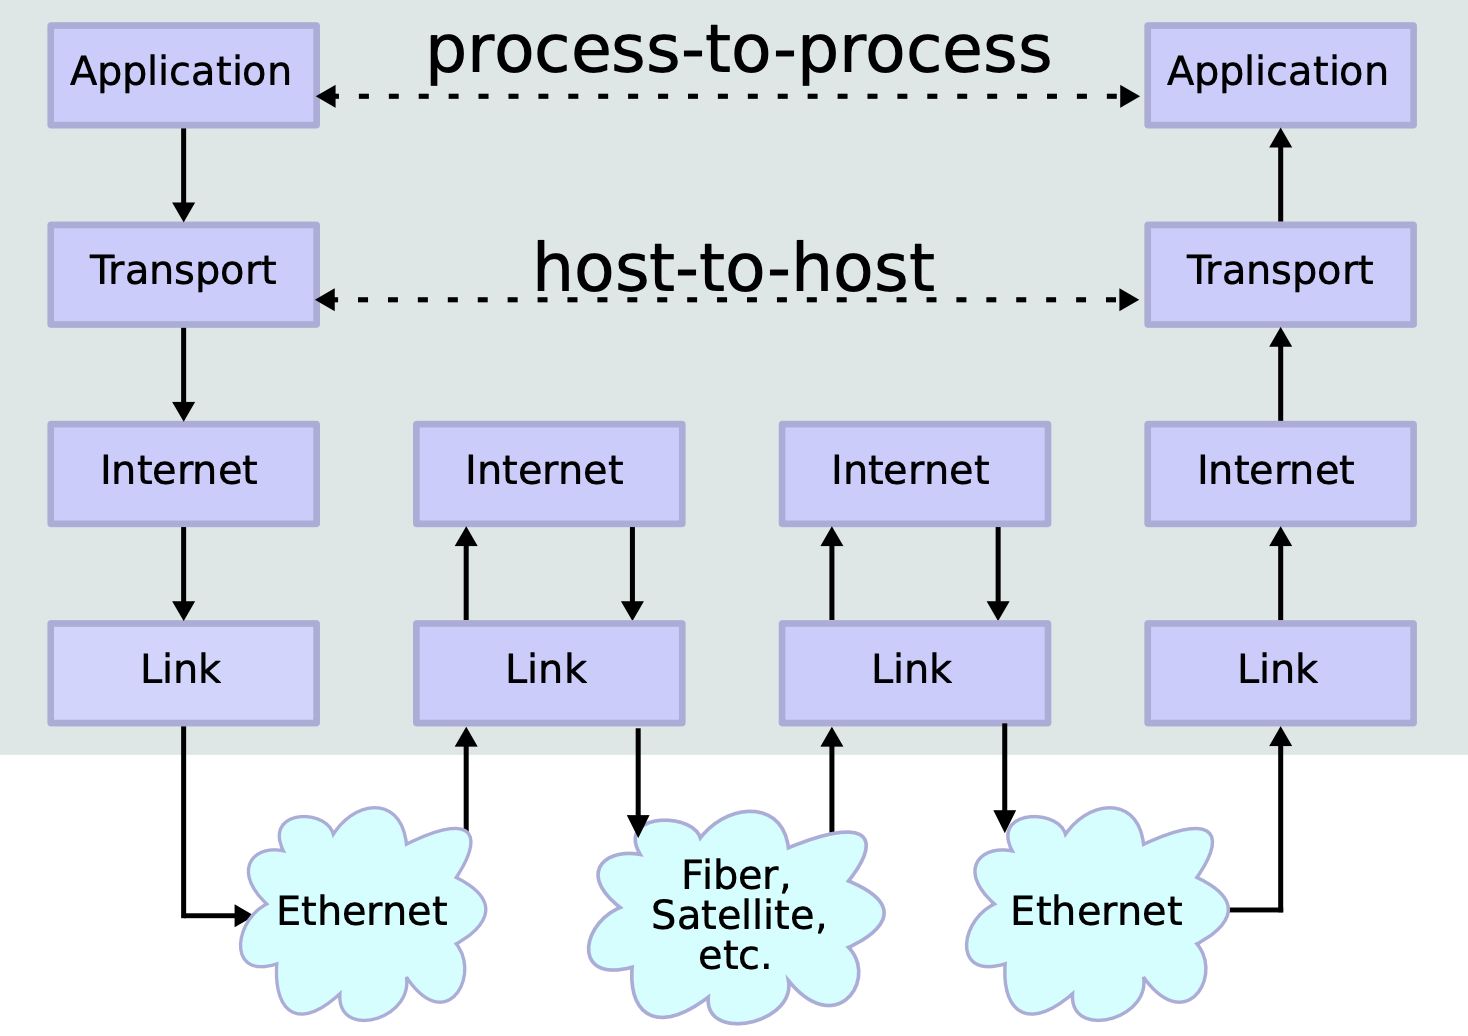 process-to-process
Application
Application
host-to-host
Transport
Transport
Internet
Internet
Internet
Internet
Link
Link
Link
Link
Ethernet
Fiber,
Satellite,
etc.
Ethernet